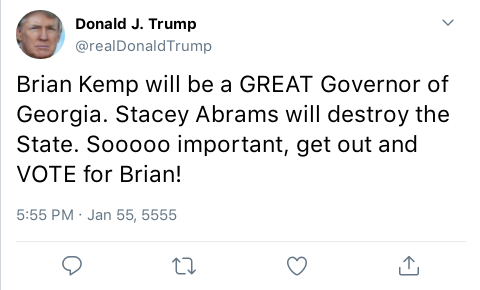 Donald J. Trump
@realDonaldTrump
Brian Kemp will be a GREAT Governor of
Georgia. Stacey Abrams will destroy the
State. Sooooo important, get out and
VOTE for Brian!
5:55 PM · Jan 55, 5555